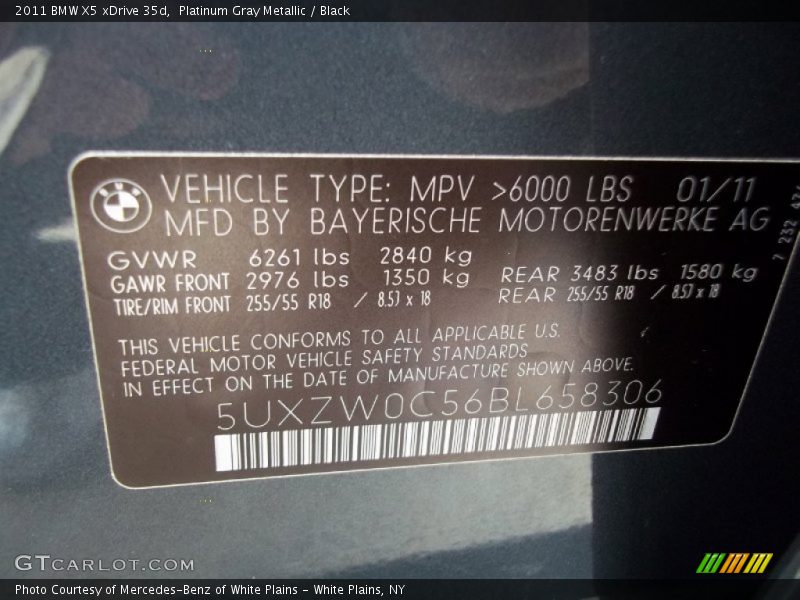 2011 BMW X5 xDrive 35d,  Platinum Gray Metallic / Black
VEHICLE TYPE: MPV >6000 LBS 01/11
MFD BY BAYERISCHE MOTORENWERKE AG
GVWR 6261 lbs 2840 kg
GAWR FRONT 2976 lbs 1350 kg REAR 3483 lbs 1580 kg
TIRE/RIM FRONT 255/55 R18 / 8.5J x 18 REAR 255/55 R18 / 8.5J x 18
THIS VEHICLE CONFORMS TO ALL APPLICABLE U.S.
FEDERAL MOTOR VEHICLE SAFETY STANDARDS
IN EFFECT ON THE DATE OF MANUFACTURE SHOWN ABOVE.
5UXZW0C56BL658306
7 232
GTCARLOT.COM
Photo Courtesy of Mercedes-Benz of White Plains - White Plains, NY